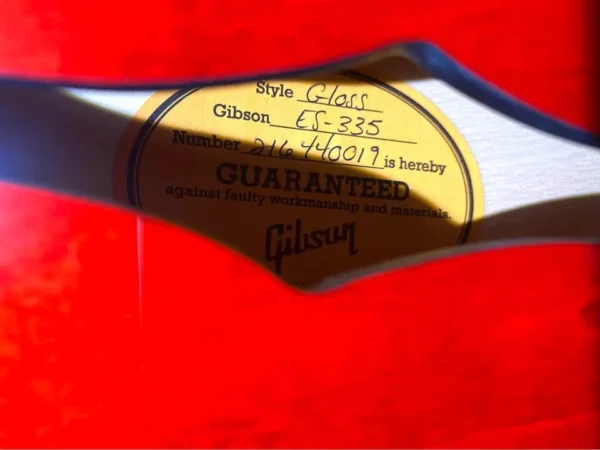 Style Gloss
Gibson ES-335
Number 216440019 is hereby
GUARANTEED
against faulty workmanship and materials.
Gibson